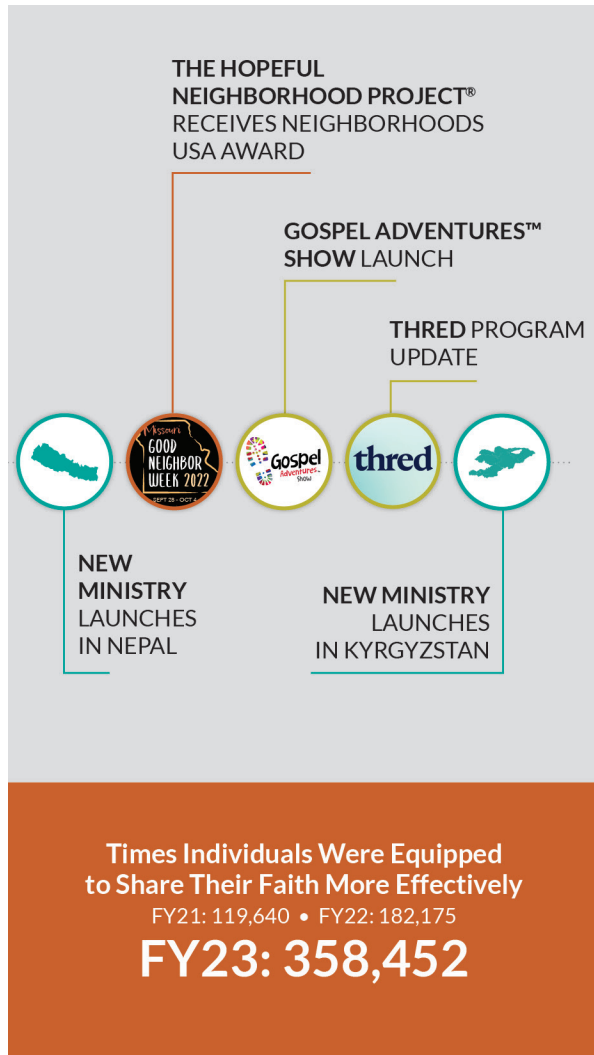 THE HOPEFUL
NEIGHBORHOOD PROJECT®
RECEIVES NEIGHBORHOODS
USA AWARD
GOSPEL ADVENTURES™
SHOW LAUNCH
THRED PROGRAM
UPDATE
Missouri
GOOD
NEIGHBOR
WEEK 2022
SEPT 28 - OCT 4
Gospel
Adventures™
Show
thred
NEW
MINISTRY
LAUNCHES
IN NEPAL
NEW MINISTRY
LAUNCHES
IN KYRGYZSTAN
Times Individuals Were Equipped
to Share Their Faith More Effectively
FY21: 119,640 • FY22: 182,175
FY23: 358,452